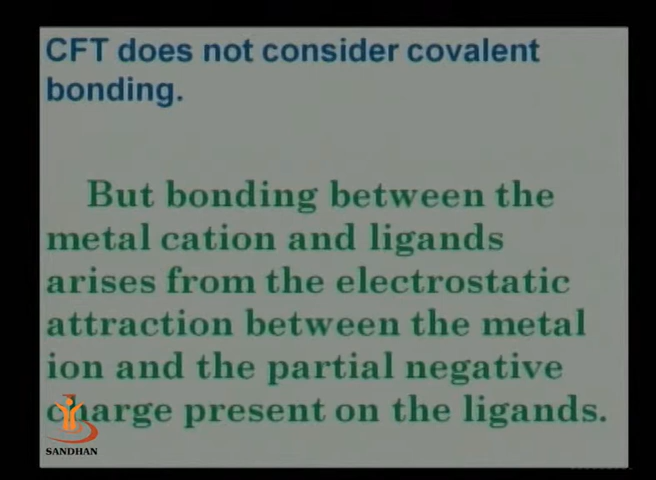 CFT does not consider covalent
bonding.
But bonding between the
metal cation and ligands
arises from the electrostatic
attraction between the metal
ion and the partial negative
charge present on the ligands.
SANDHAN